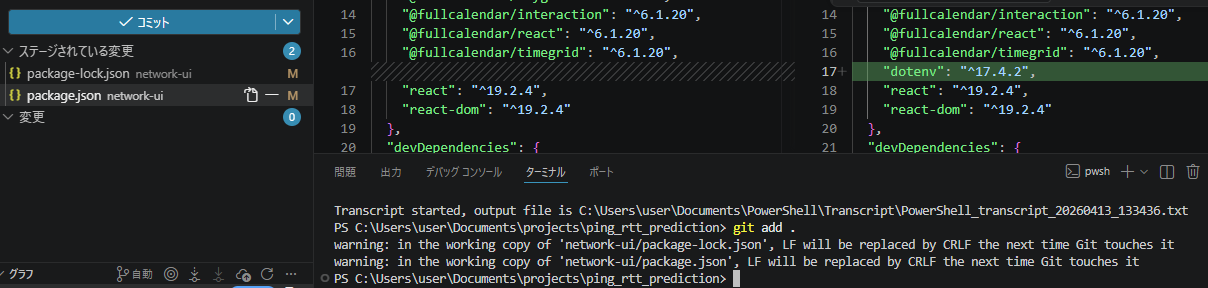 コミット
ステージされている変更 2
{} package-lock.json network-ui M
{} package.json network-ui M
変更 0
グラフ 自動
14 "@fullcalendar/interaction": "^6.1.20",
15 "@fullcalendar/react": "^6.1.20",
16 "@fullcalendar/timegrid": "^6.1.20",
17 "react": "^19.2.4",
18 "react-dom": "^19.2.4"
19 },
20 "devDependencies": {
14 "@fullcalendar/interaction": "^6.1.20",
15 "@fullcalendar/react": "^6.1.20",
16 "@fullcalendar/timegrid": "^6.1.20",
17+ "dotenv": "^17.4.2",
18 "react": "^19.2.4",
19 "react-dom": "^19.2.4"
20 },
21 "devDependencies": {
問題 出力 デバッグ コンソール ターミナル ポート
pwsh
Transcript started, output file is C:\Users\user\Documents\PowerShell\Transcript\PowerShell_transcript_20260413_133436.txt
PS C:\Users\user\Documents\projects\ping_rtt_prediction> git add .
warning: in the working copy of 'network-ui/package-lock.json', LF will be replaced by CRLF the next time Git touches it
warning: in the working copy of 'network-ui/package.json', LF will be replaced by CRLF the next time Git touches it
PS C:\Users\user\Documents\projects\ping_rtt_prediction>